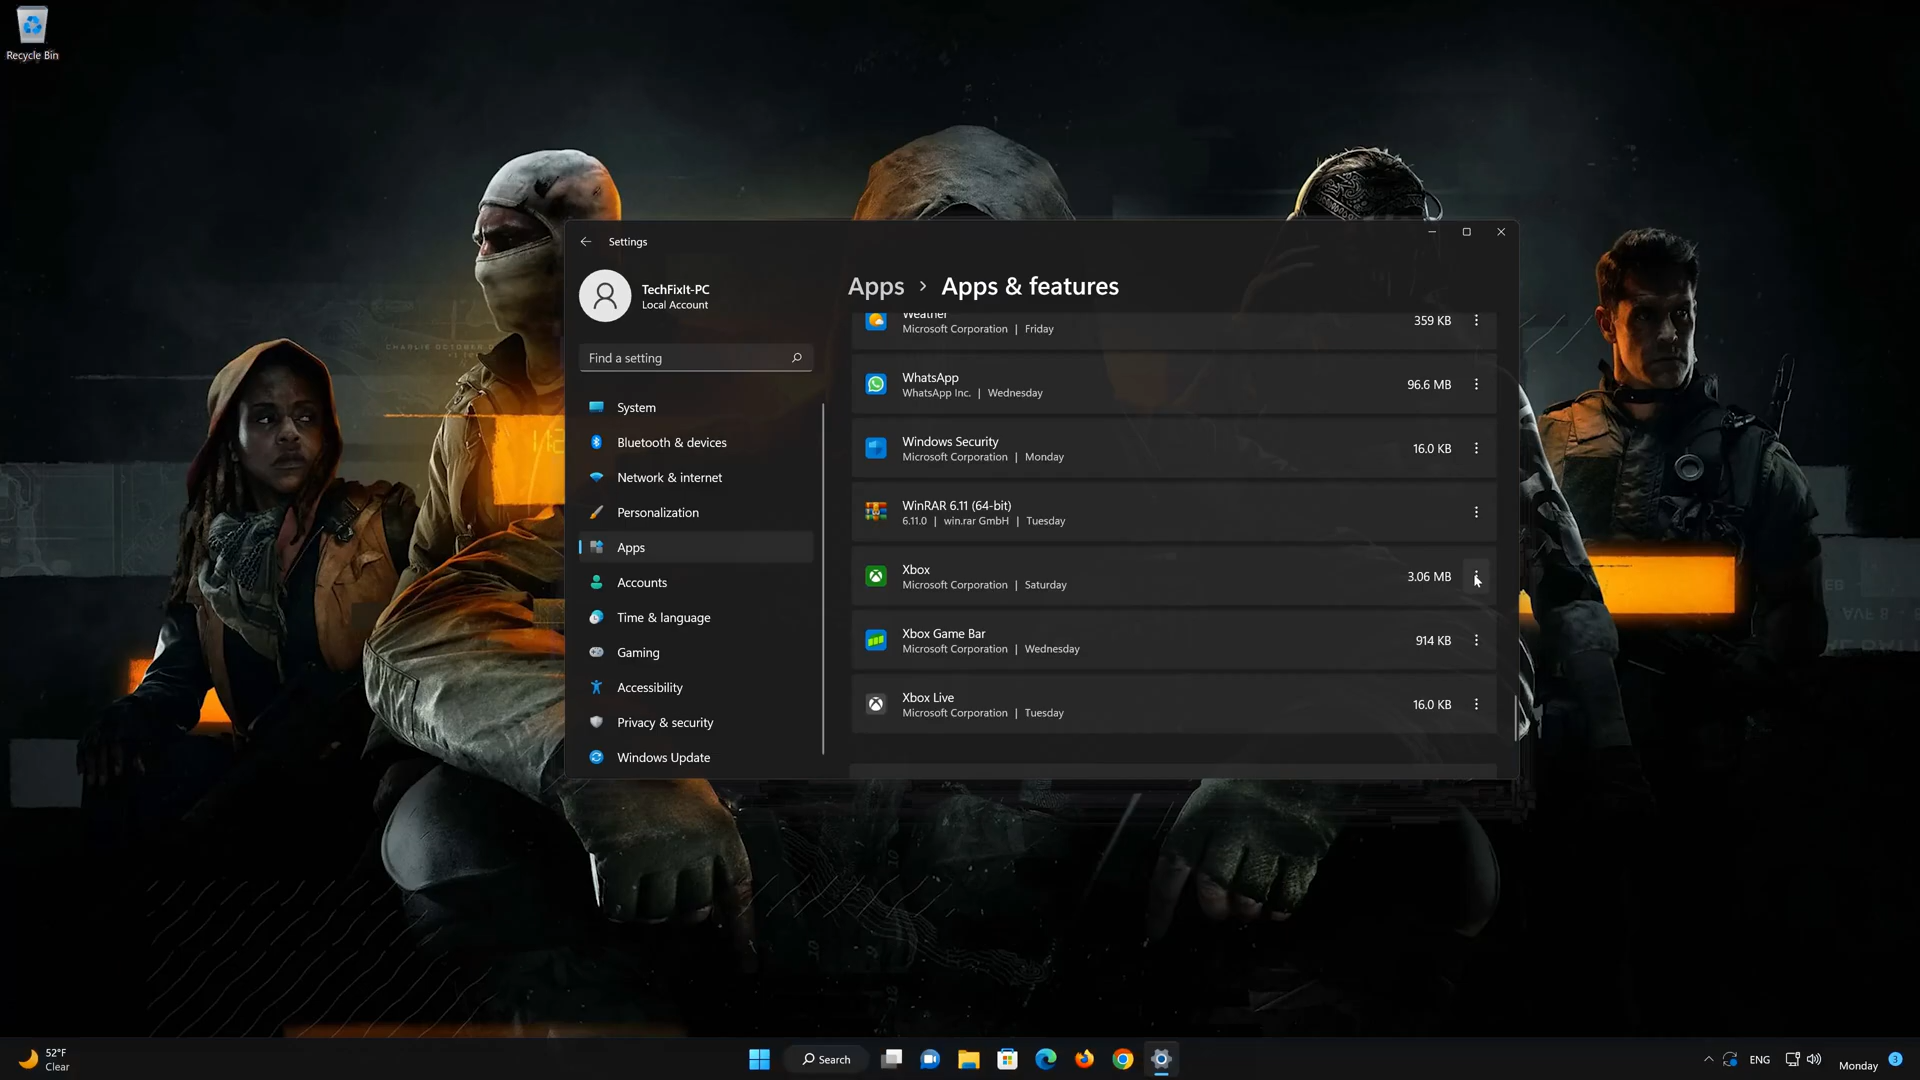 Recycle Bin
Settings
TechFixIt-PC
Local Account
Find a setting
System
Bluetooth & devices
Network & internet
Personalization
Apps
Accounts
Time & language
Gaming
Accessibility
Privacy & security
Windows Update
Apps > Apps & features
Weather
Microsoft Corporation | Friday
359 KB
WhatsApp
WhatsApp Inc. | Wednesday
96.6 MB
Windows Security
Microsoft Corporation | Monday
16.0 KB
WinRAR 6.11 (64-bit)
6.11.0 | win.rar GmbH | Tuesday
Xbox
Microsoft Corporation | Saturday
3.06 MB
Xbox Game Bar
Microsoft Corporation | Wednesday
914 KB
Xbox Live
Microsoft Corporation | Tuesday
16.0 KB
52°F
Clear
Search
ENG
Monday
3